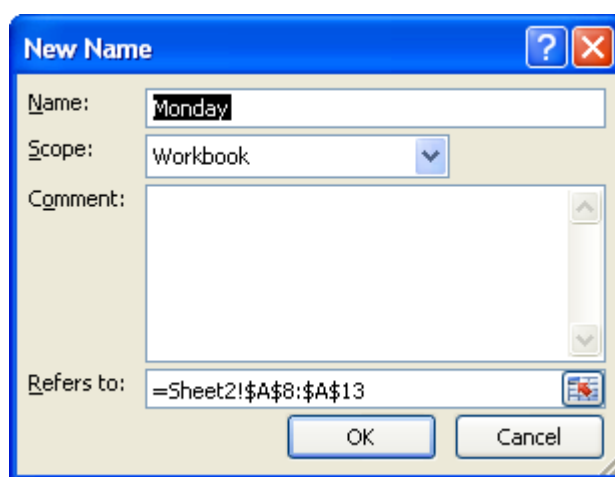 New Name
Name: Monday
Scope: Workbook
Comment:
Refers to: =Sheet2!$A$8:$A$13
OK Cancel